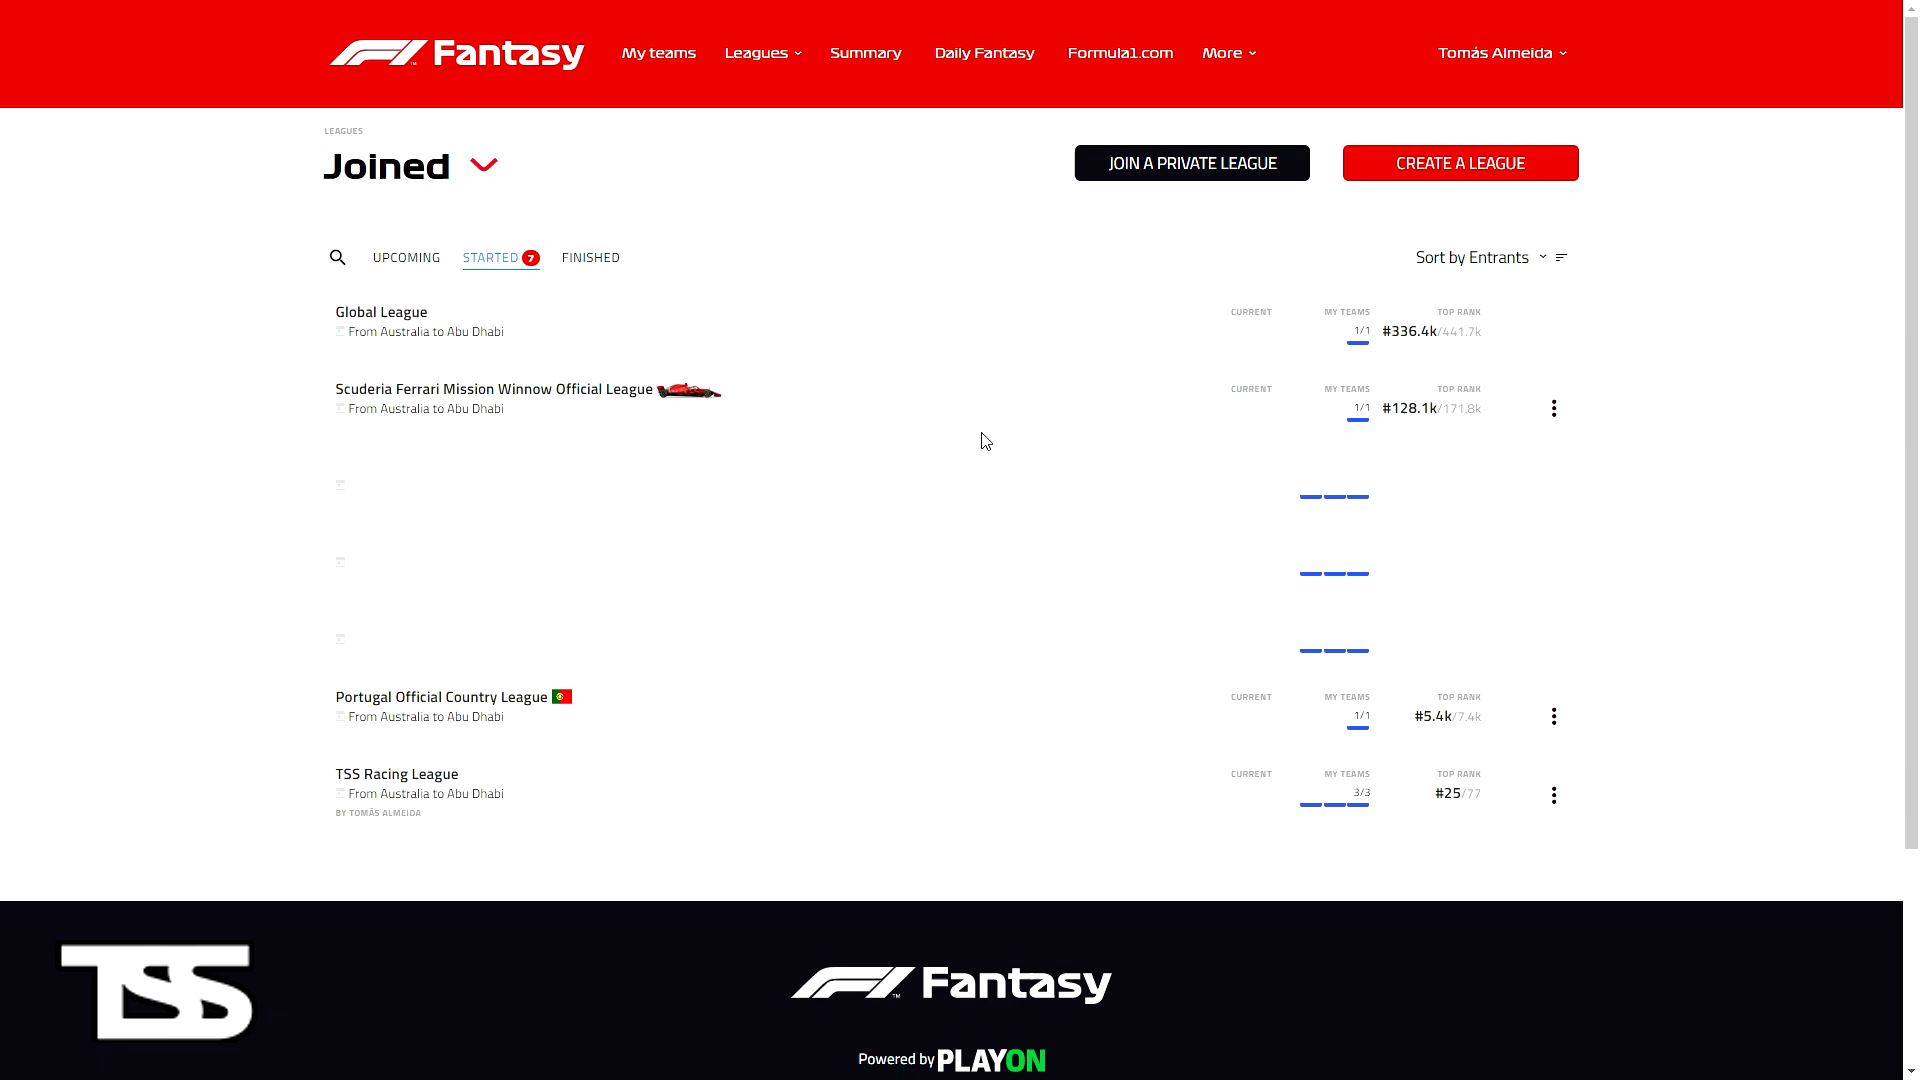 F1 Fantasy
My teams
Leagues
Summary
Daily Fantasy
Formula1.com
More
Tomás Almeida
LEAGUES
Joined
JOIN A PRIVATE LEAGUE
CREATE A LEAGUE
UPCOMING
STARTED 7
FINISHED
Sort by Entrants
Global League
From Australia to Abu Dhabi
CURRENT
MY TEAMS
1/1
TOP RANK
#336.4k/441.7k
Scuderia Ferrari Mission Winnow Official League
From Australia to Abu Dhabi
CURRENT
MY TEAMS
1/1
TOP RANK
#128.1k/171.8k
Portugal Official Country League
From Australia to Abu Dhabi
CURRENT
MY TEAMS
1/1
TOP RANK
#5.4k/7.4k
TSS Racing League
From Australia to Abu Dhabi
BY TOMÁS ALMEIDA
CURRENT
MY TEAMS
3/3
TOP RANK
#25/77
TSS
F1 Fantasy
Powered by PLAYON